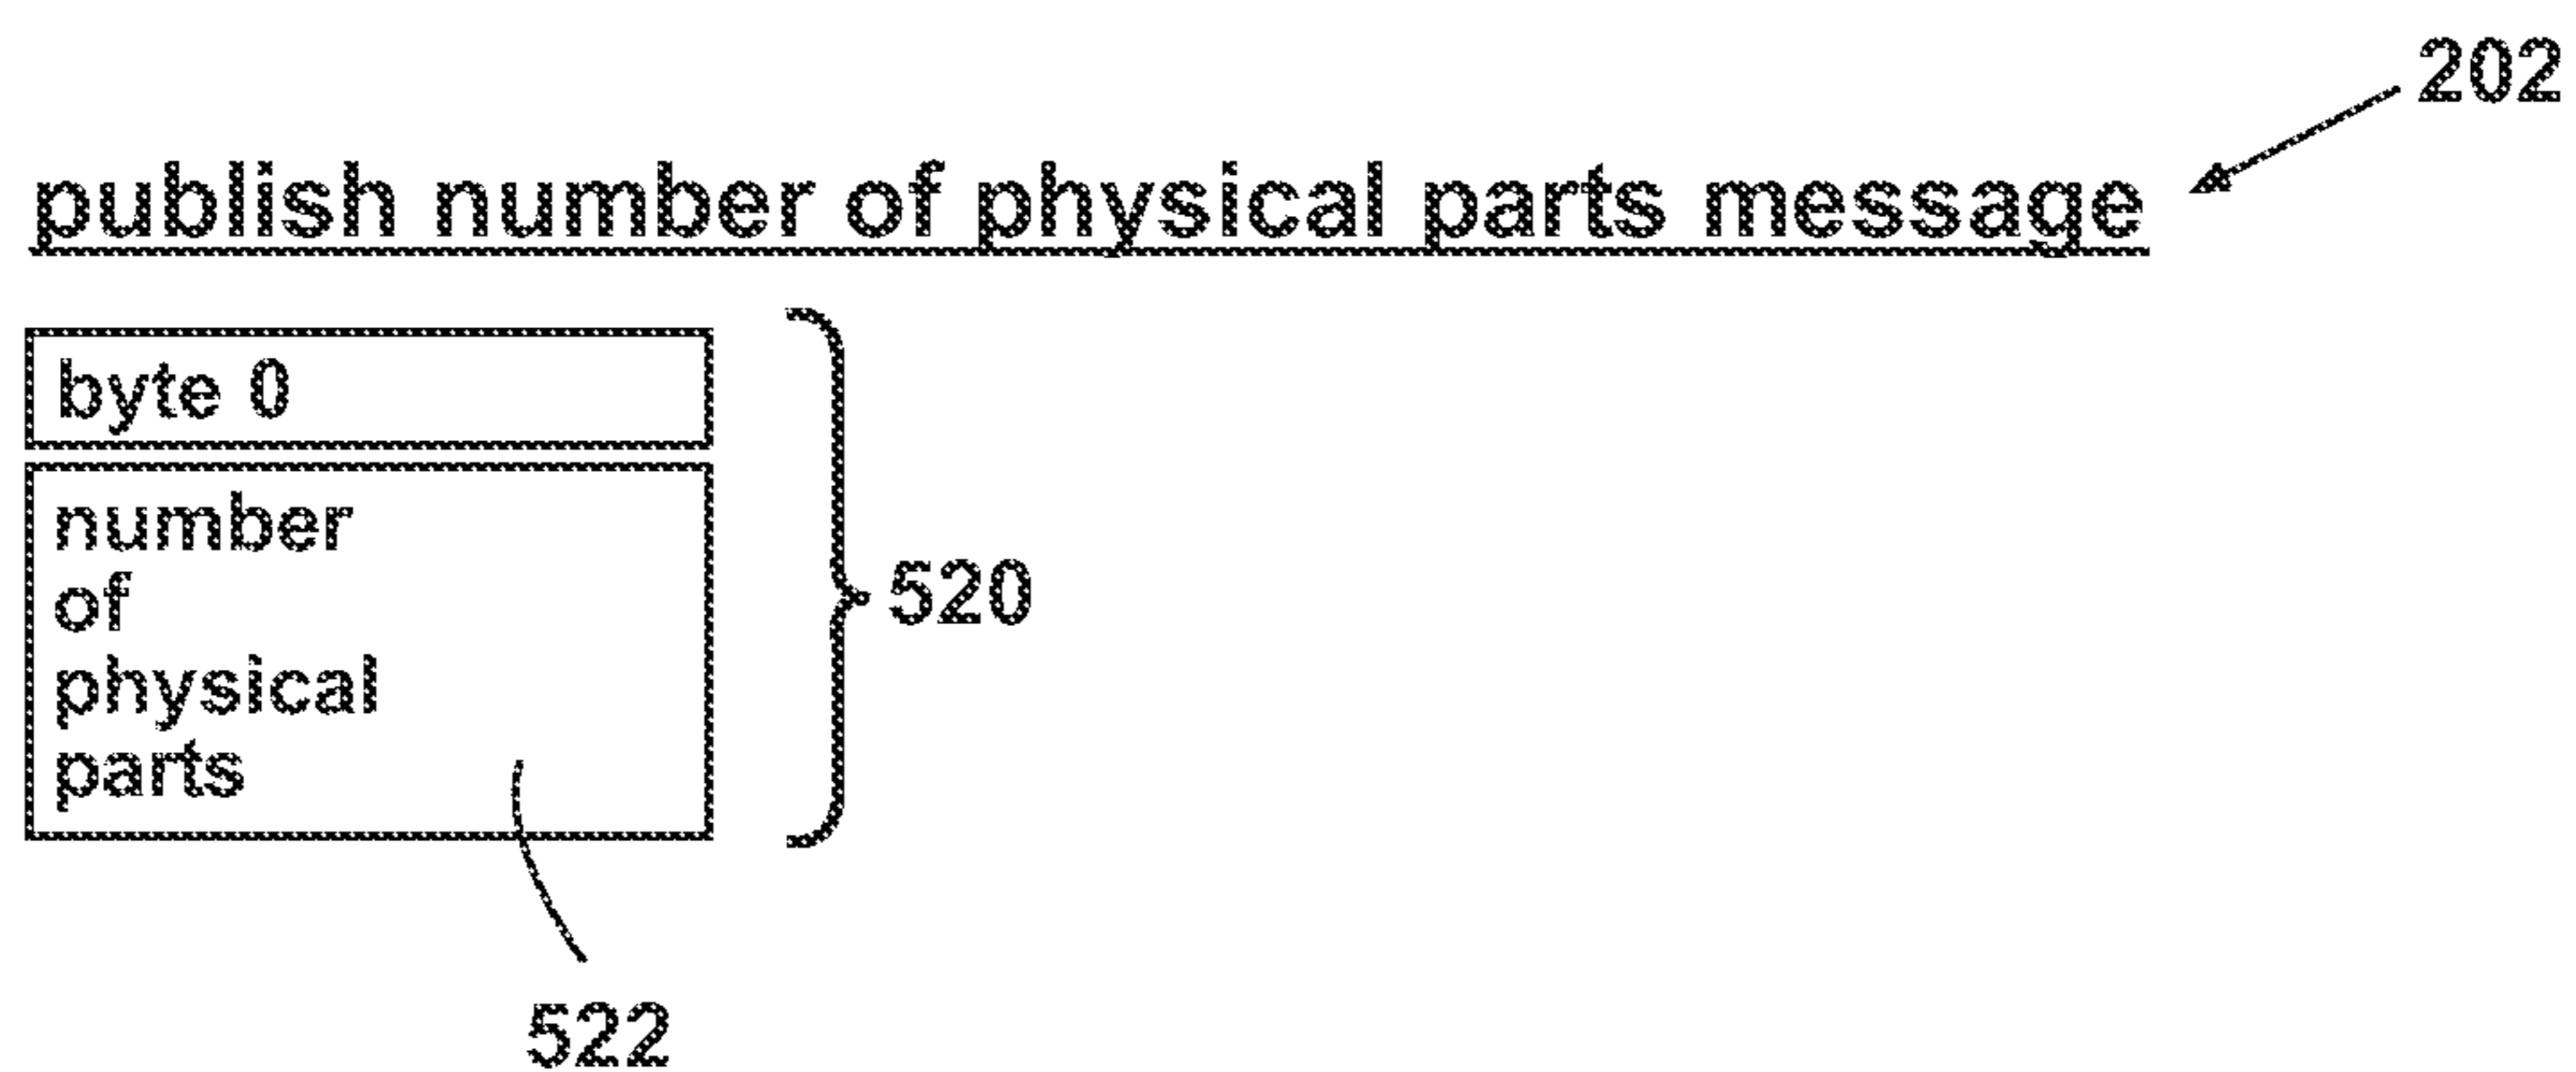 202
publish number of physical parts message
byte 0
number
of
physical
parts
520
522